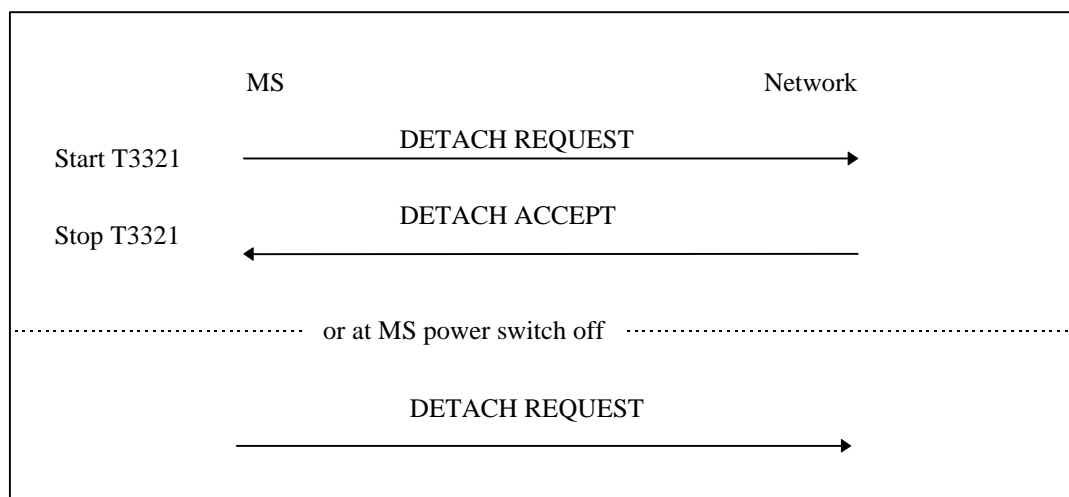 MS Network
DETACH REQUEST
Start T3321
DETACH ACCEPT
Stop T3321
or at MS power switch off
DETACH REQUEST